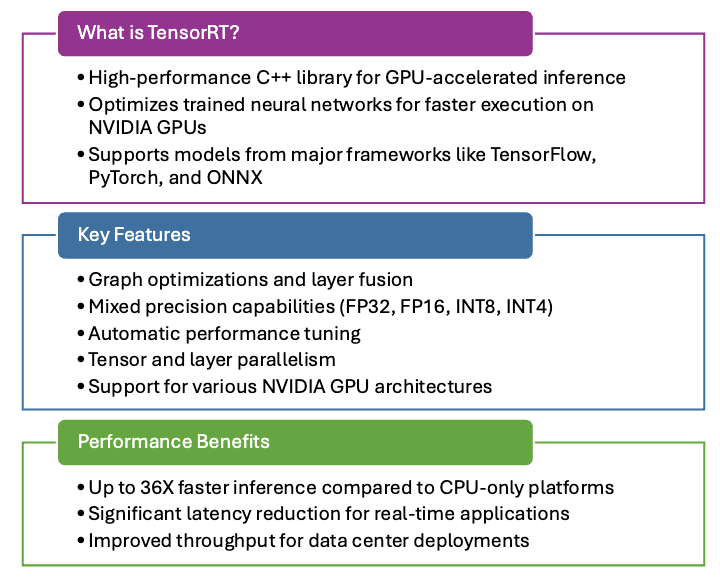 What is TensorRT?
• High-performance C++ library for GPU-accelerated inference
• Optimizes trained neural networks for faster execution on
NVIDIA GPUs
• Supports models from major frameworks like TensorFlow,
PyTorch, and ONNX
Key Features
• Graph optimizations and layer fusion
• Mixed precision capabilities (FP32, FP16, INT8, INT4)
• Automatic performance tuning
• Tensor and layer parallelism
• Support for various NVIDIA GPU architectures
Performance Benefits
• Up to 36X faster inference compared to CPU-only platforms
• Significant latency reduction for real-time applications
• Improved throughput for data center deployments